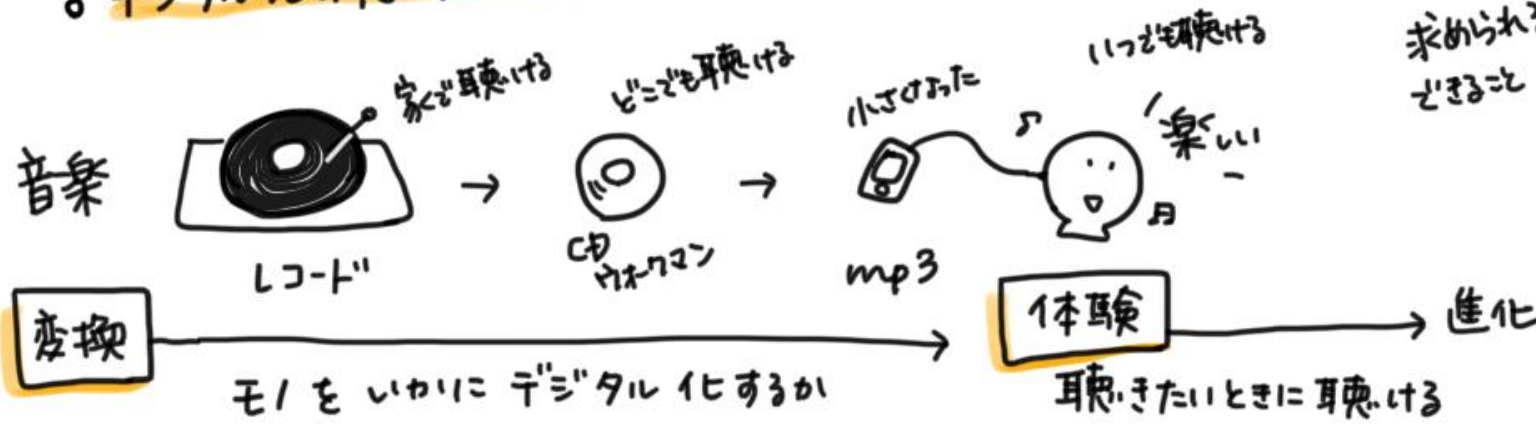 いつでも聴ける
求められ
できること
家で聴ける
どこでも聴ける
小さくなった
楽しい
音楽
レコード
CD
ウォークマン
mp3
変換
体験
進化
モノをいかにデジタル化するか
聴きたいときに聴ける